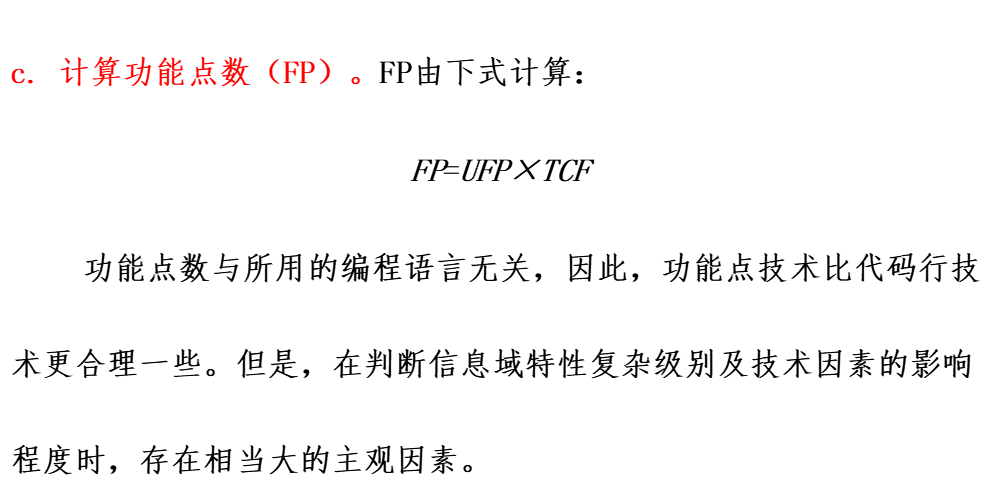 c. 计算功能点数（FP）。FP由下式计算：
FP=UFP×TCF
功能点数与所用的编程语言无关，因此，功能点技术比代码行技
术更合理一些。但是，在判断信息域特性复杂级别及技术因素的影响
程度时，存在相当大的主观因素。